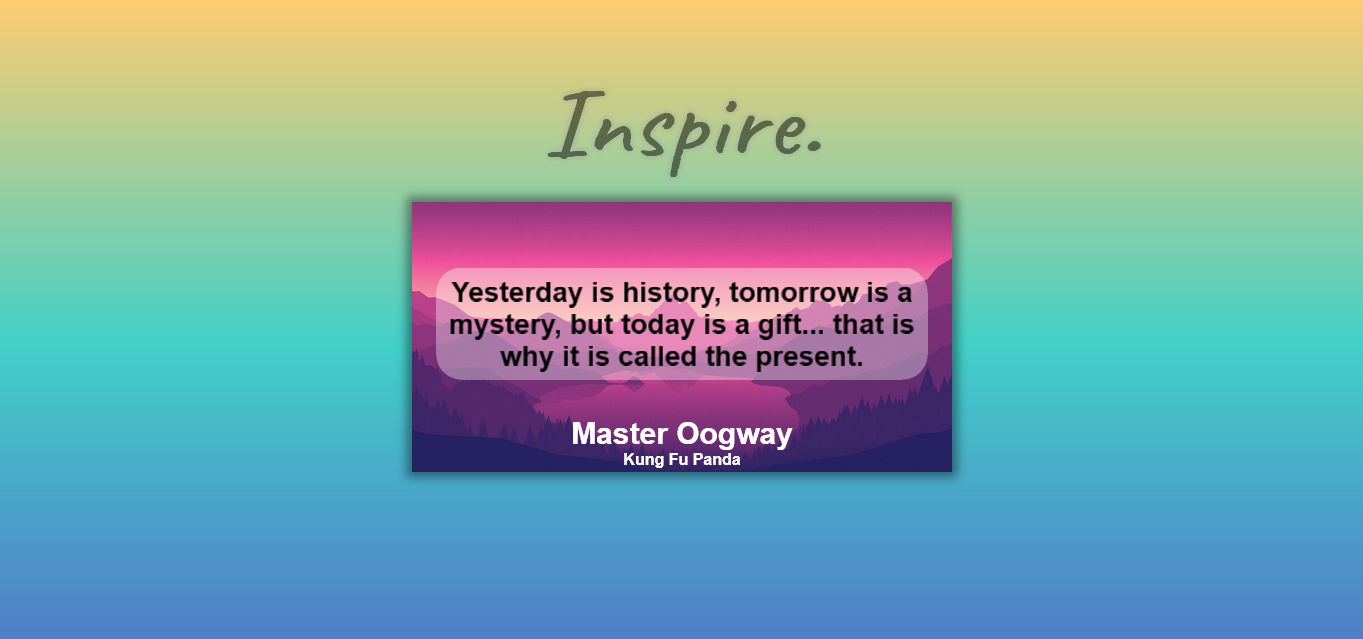 Inspire.
Yesterday is history, tomorrow is a
mystery, but today is a gift... that is
why it is called the present.
Master Oogway
Kung Fu Panda